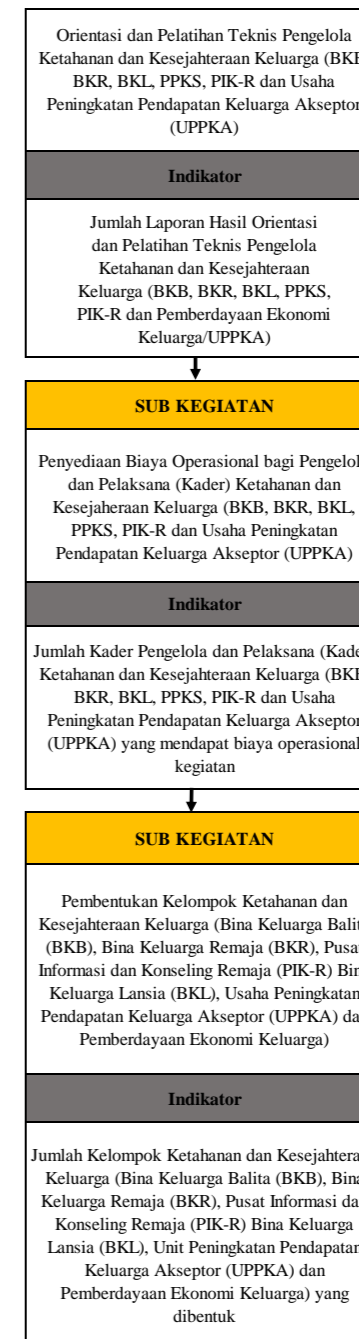 Orientasi dan Pelatihan Teknis Pengelola
Ketahanan dan Kesejahteraan Keluarga (BKB
BKR, BKL, PPKS, PIK-R dan Usaha
Peningkatan Pendapatan Keluarga Akseptor
(UPPKA)
Indikator
Jumlah Laporan Hasil Orientasi
dan Pelatihan Teknis Pengelola
Ketahanan dan Kesejahteraan
Keluarga (BKB, BKR, BKL, PPKS,
PIK-R dan Pemberdayaan Ekonomi
Keluarga/UPPKA)
SUB KEGIATAN
Penyediaan Biaya Operasional bagi Pengelol
dan Pelaksana (Kader) Ketahanan dan
Kesejaheraan Keluarga (BKB, BKR, BKL,
PPKS, PIK-R dan Usaha Peningkatan
Pendapatan Keluarga Akseptor (UPPKA)
Indikator
Jumlah Kader Pengelola dan Pelaksana (Kade
Ketahanan dan Kesejahteraan Keluarga (BKB
BKR, BKL, PPKS, PIK-R dan Usaha
Peningkatan Pendapatan Keluarga Akseptor
(UPPKA) yang mendapat biaya operasional
kegiatan
SUB KEGIATAN
Pembentukan Kelompok Ketahanan dan
Kesejahteraan Keluarga (Bina Keluarga Balit
(BKB), Bina Keluarga Remaja (BKR), Pusat
Informasi dan Konseling Remaja (PIK-R) Bin
Keluarga Lansia (BKL), Usaha Peningkatan
Pendapatan Keluarga Akseptor (UPPKA) da
Pemberdayaan Ekonomi Keluarga)
Indikator
Jumlah Kelompok Ketahanan dan Kesejahtera
Keluarga (Bina Keluarga Balita (BKB), Bina
Keluarga Remaja (BKR), Pusat Informasi da
Konseling Remaja (PIK-R) Bina Keluarga
Lansia (BKL), Unit Peningkatan Pendapatan
Keluarga Akseptor (UPPKA) dan
Pemberdayaan Ekonomi Keluarga) yang
dibentuk